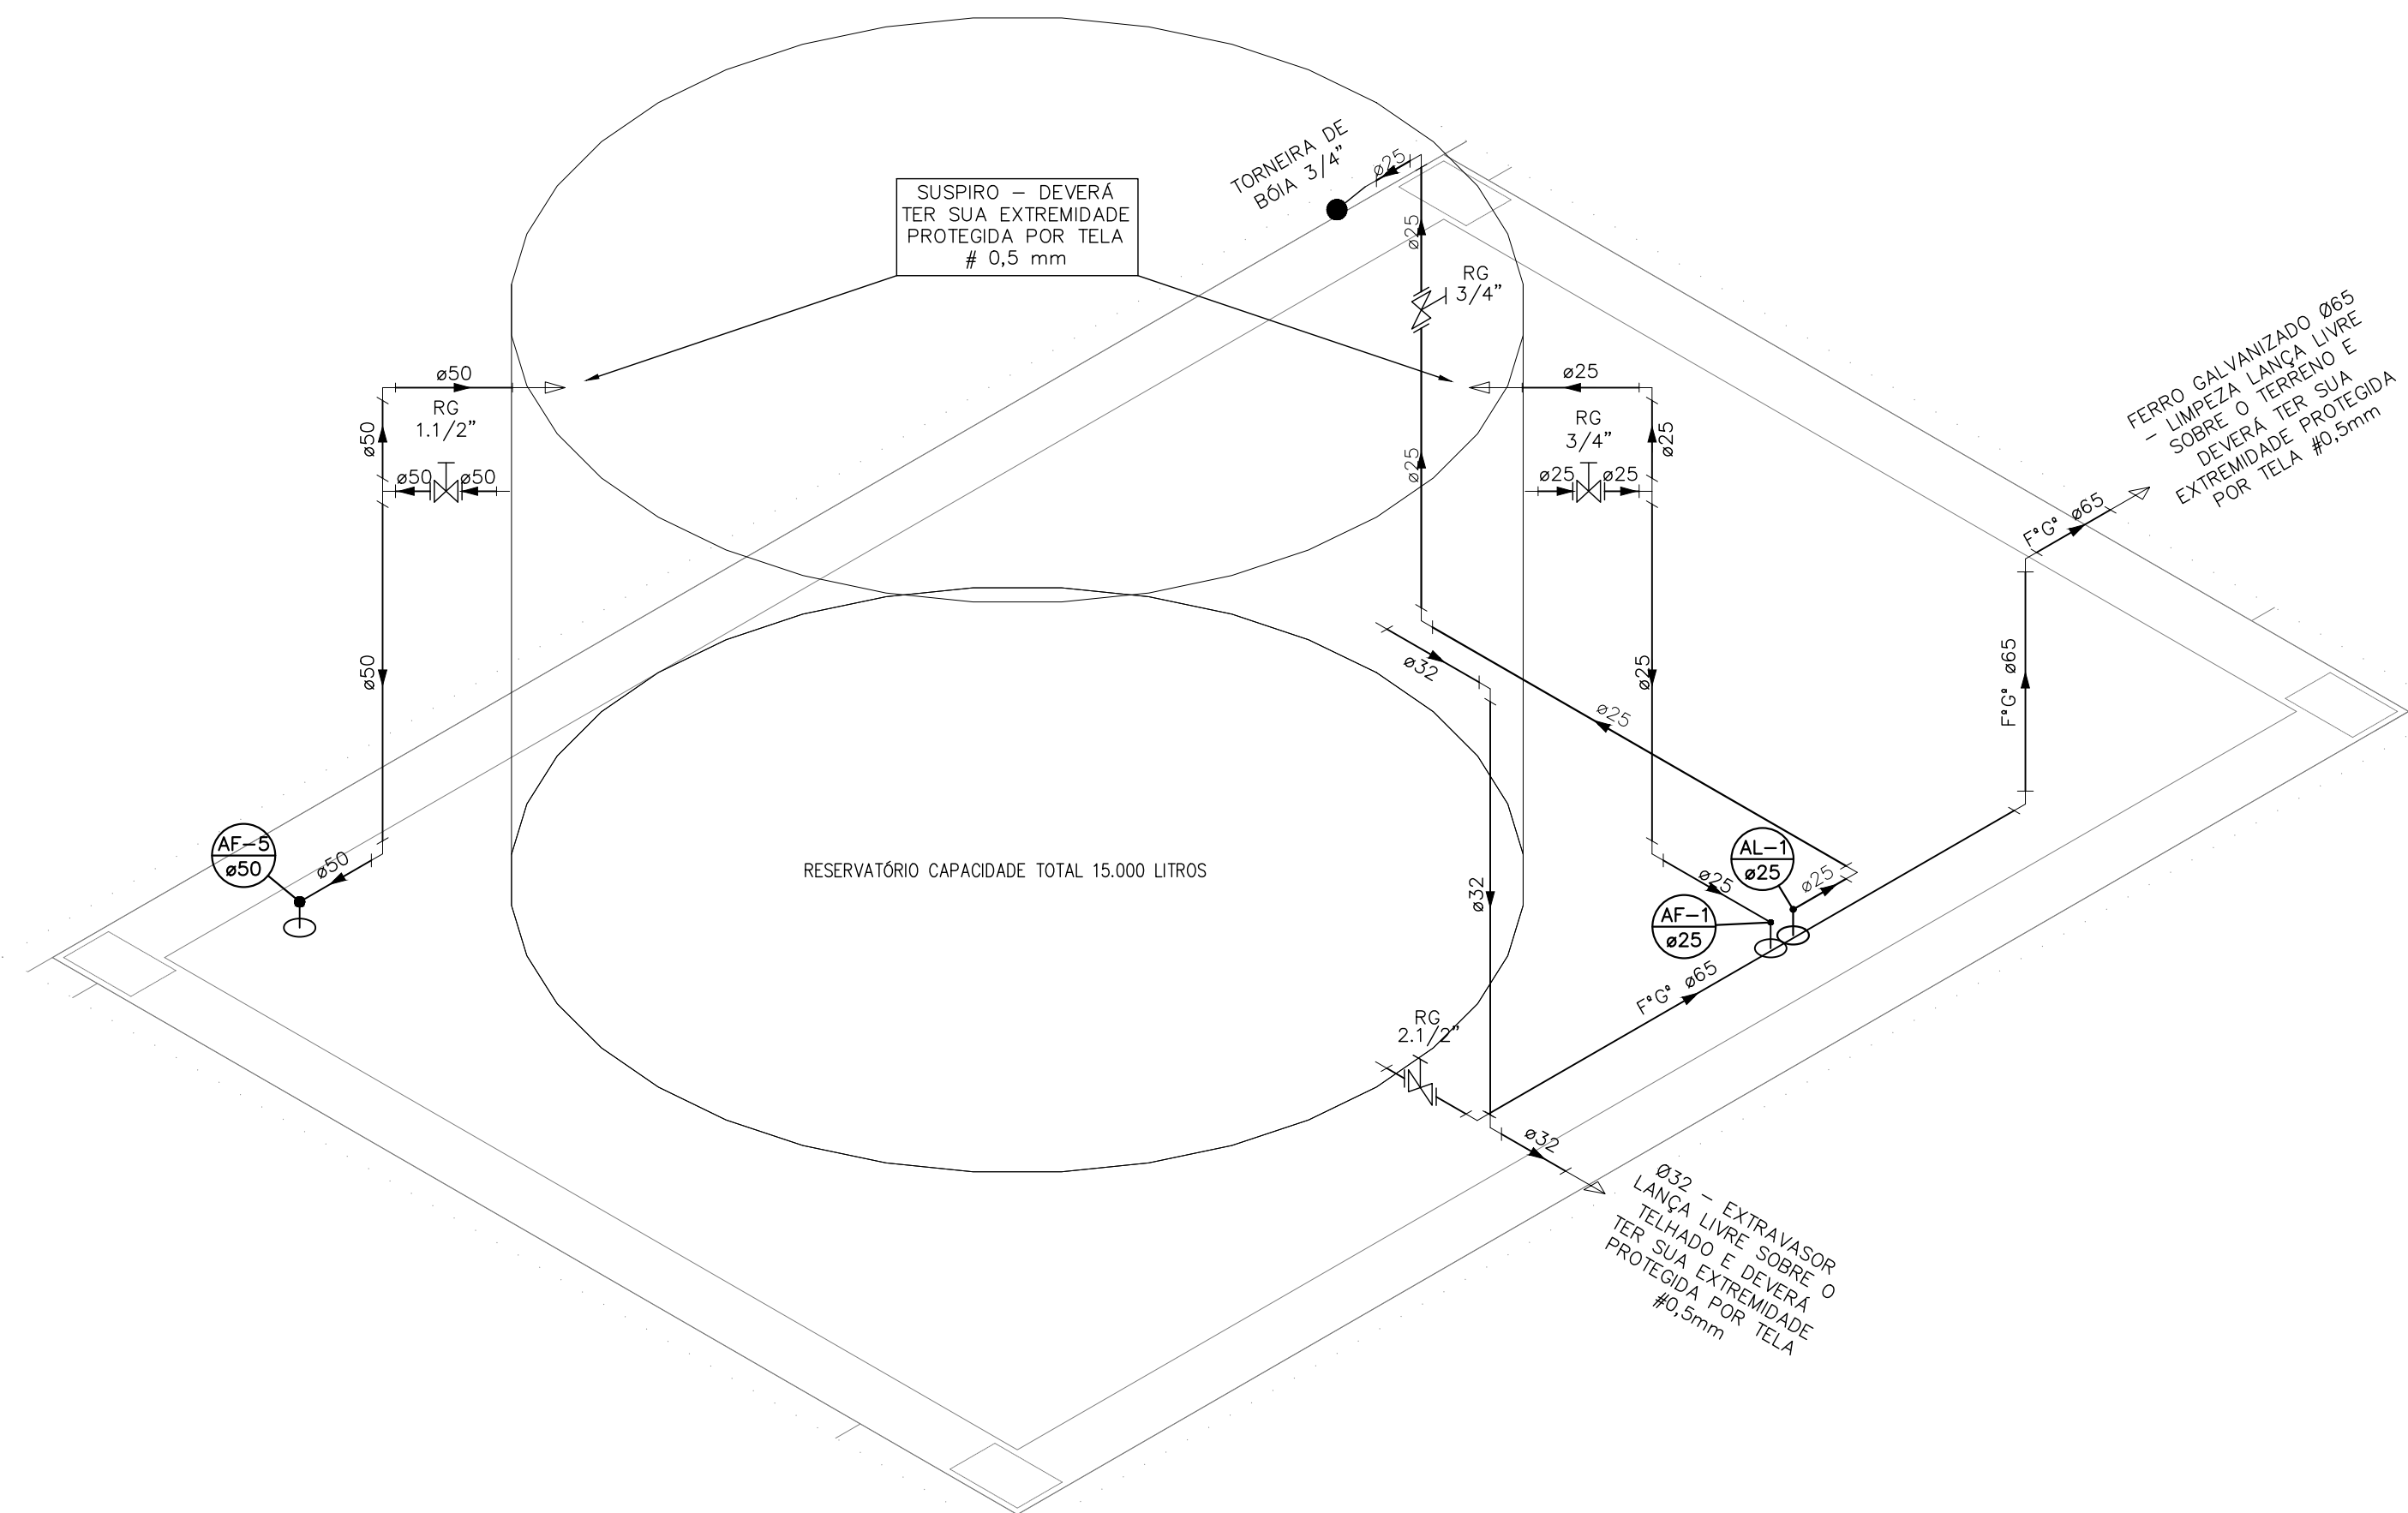 TORNEIRA DE
BÓIA 3/4”
ø25
SUSPIRO – DEVERÁ
TER SUA EXTREMIDADE
PROTEGIDA POR TELA
# 0,5 mm
ø25
RG
3/4”
FERRO GALVANIZADO Ø65
– LIMPEZA LANÇA LIVRE
SOBRE O TERRENO E
DEVERÁ TER SUA
EXTREMIDADE PROTEGIDA
POR TELA #0,5mm
ø50
RG
1.1/2”
ø50
ø50
ø50
ø25
RG
3/4”
ø25
ø25
ø25
ø25
F°G° ø65
ø50
ø32
ø25
ø25
F°G° ø65
AF–5
ø50
ø50
RESERVATÓRIO CAPACIDADE TOTAL 15.000 LITROS
ø32
AL–1
ø25
ø25
ø25
AF–1
ø25
F°G° ø65
RG
2.1/2”
ø32
Ø32 – EXTRAVASOR
LANÇA LIVRE SOBRE O
TELHADO E DEVERÁ
TER SUA EXTREMIDADE
PROTEGIDA POR TELA
#0,5mm